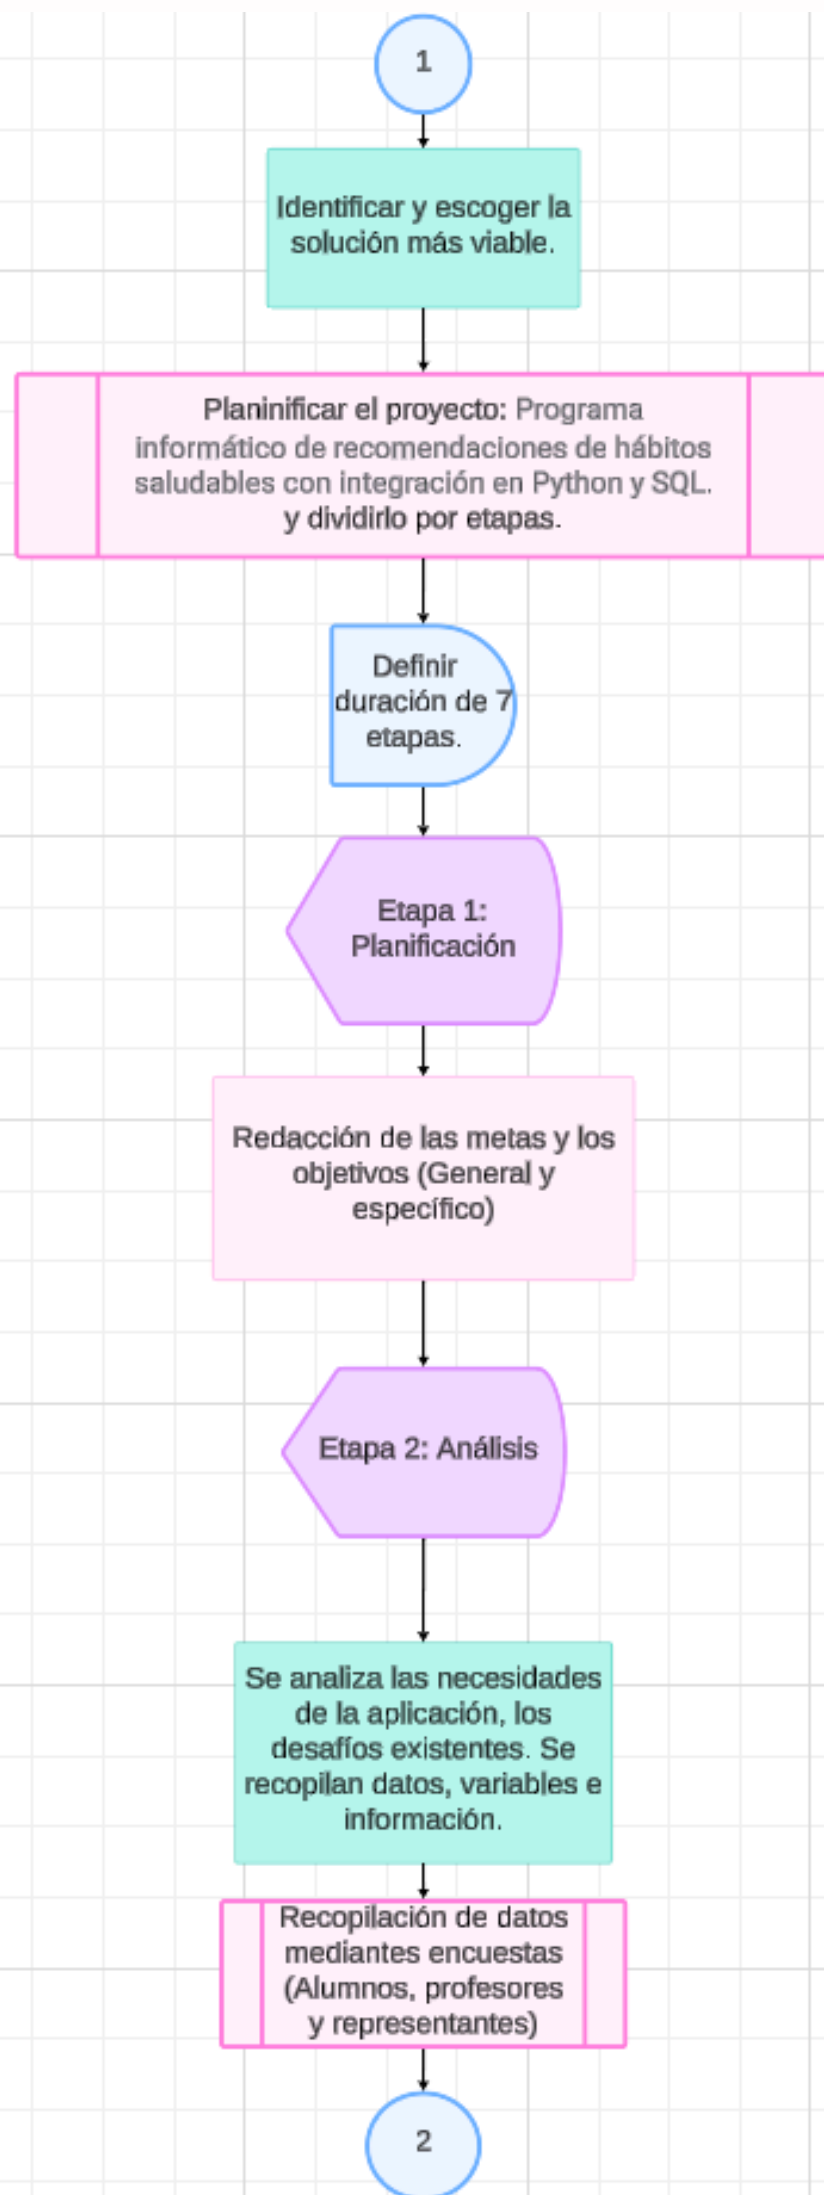 1
Identificar y escoger la
solución más viable.
Planinificar el proyecto: Programa
informático de recomendaciones de hábitos
saludables con integración en Python y SQL.
y dividirlo por etapas.
Definir
duración de 7
etapas.
Etapa 1:
Planificación
Redacción de las metas y los
objetivos (General y
específico)
Etapa 2: Análisis
Se analiza las necesidades
de la aplicación, los
desafíos existentes. Se
recopilan datos, variables e
información.
Recopilación de datos
mediantes encuestas
(Alumnos, profesores
y representantes)
2